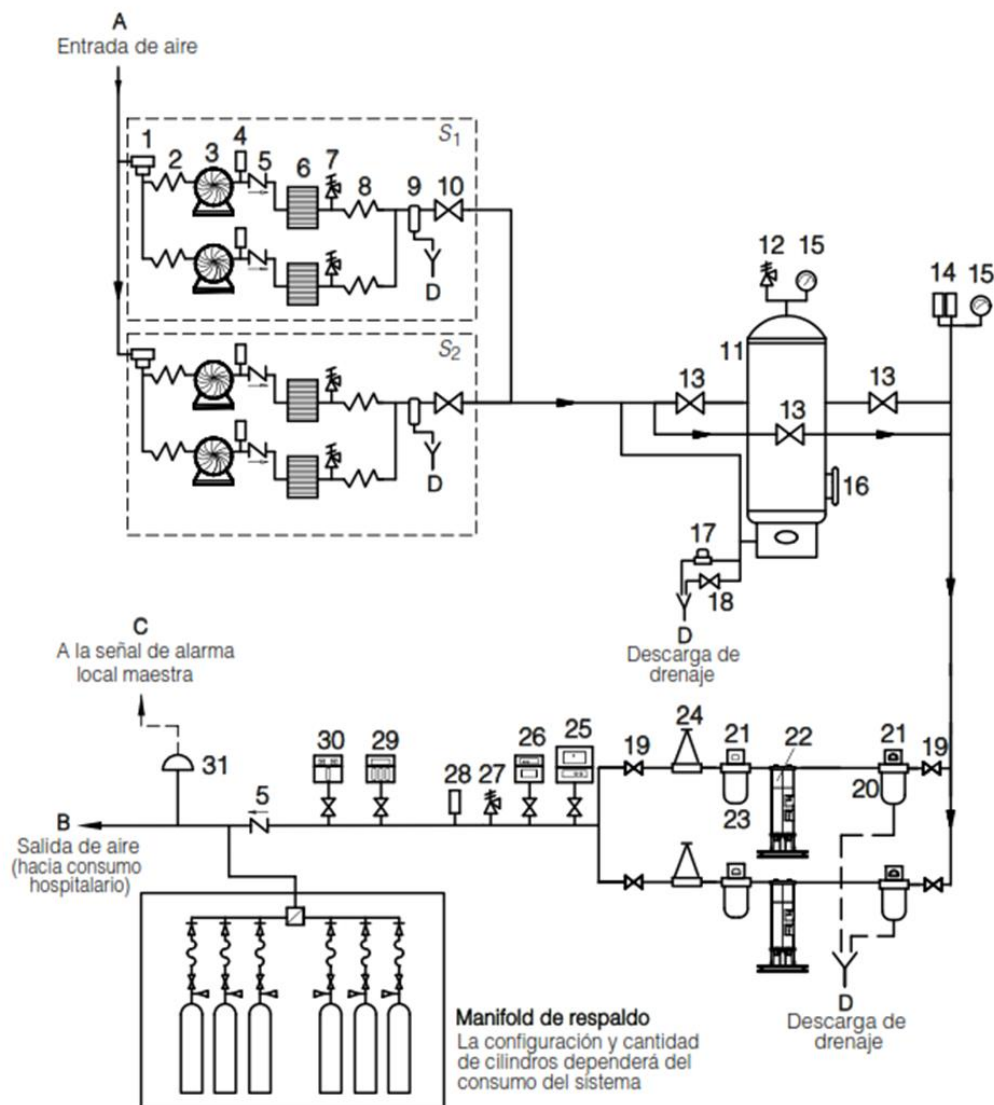 A
Entrada de aire
S1
1
2
3
4
5
6
7
8
9
10
D
S2
D
12
15
14
15
11
13
13
13
16
17
18
D
Descarga de
drenaje
C
A la señal de alarma
local maestra
31
30
29
28
27
26
25
19
24
21
22
21
19
20
23
5
B
Salida de aire
(hacia consumo
hospitalario)
D
Descarga de
drenaje
Manifold de respaldo
La configuración y cantidad
de cilindros dependerá del
consumo del sistema